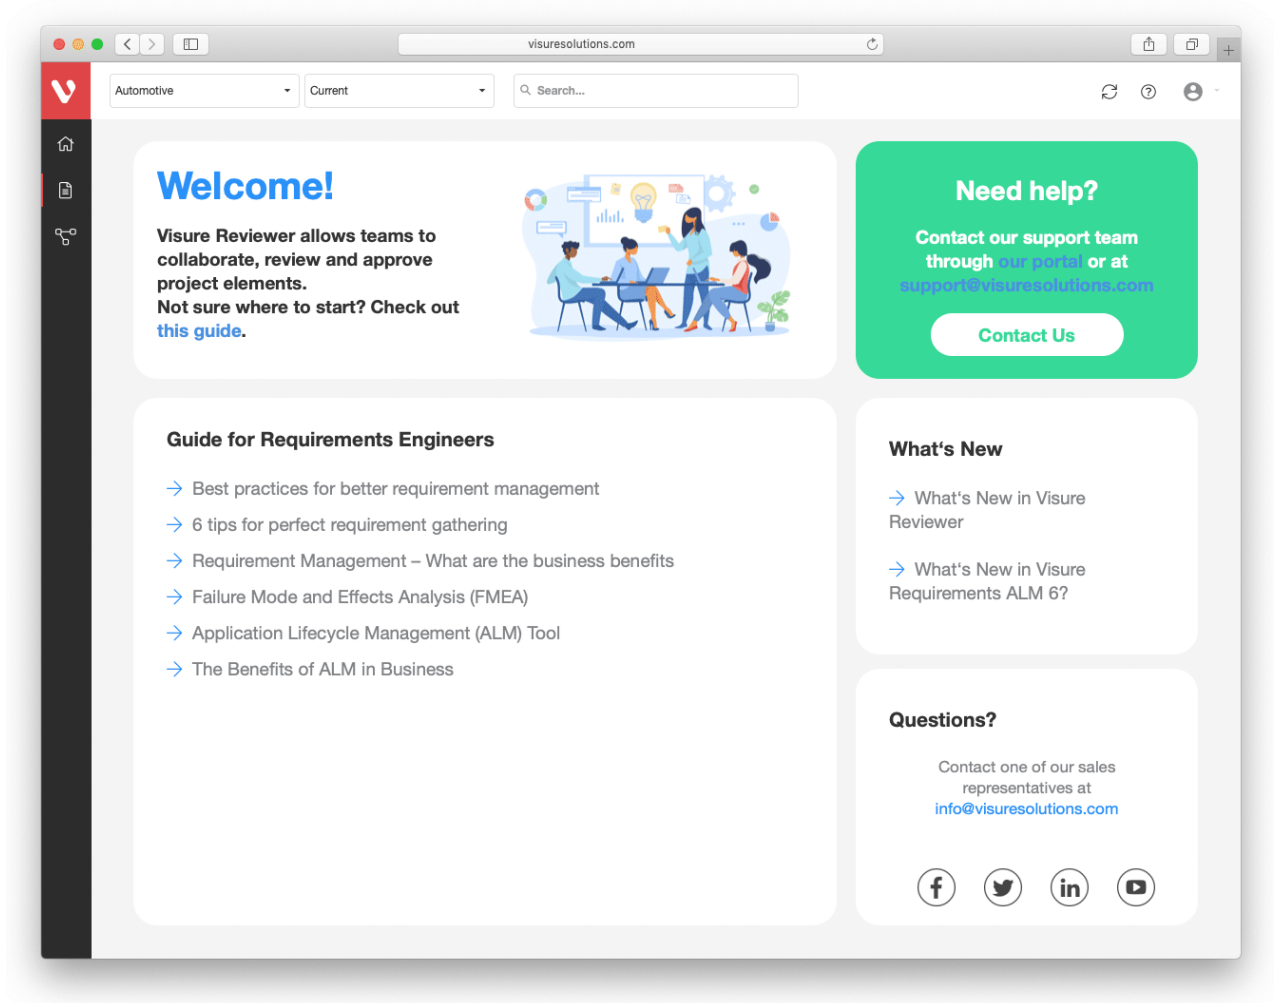 visuresolutions.com
Automotive
Current
Search...
Welcome!
Visure Reviewer allows teams to
collaborate, review and approve
project elements.
Not sure where to start? Check out
this guide.
Need help?
Contact our support team
through our portal or at
support@visuresolutions.com
Contact Us
Guide for Requirements Engineers
Best practices for better requirement management
6 tips for perfect requirement gathering
Requirement Management – What are the business benefits
Failure Mode and Effects Analysis (FMEA)
Application Lifecycle Management (ALM) Tool
The Benefits of ALM in Business
What‘s New
What‘s New in Visure
Reviewer
What‘s New in Visure
Requirements ALM 6?
Questions?
Contact one of our sales
representatives at
info@visuresolutions.com